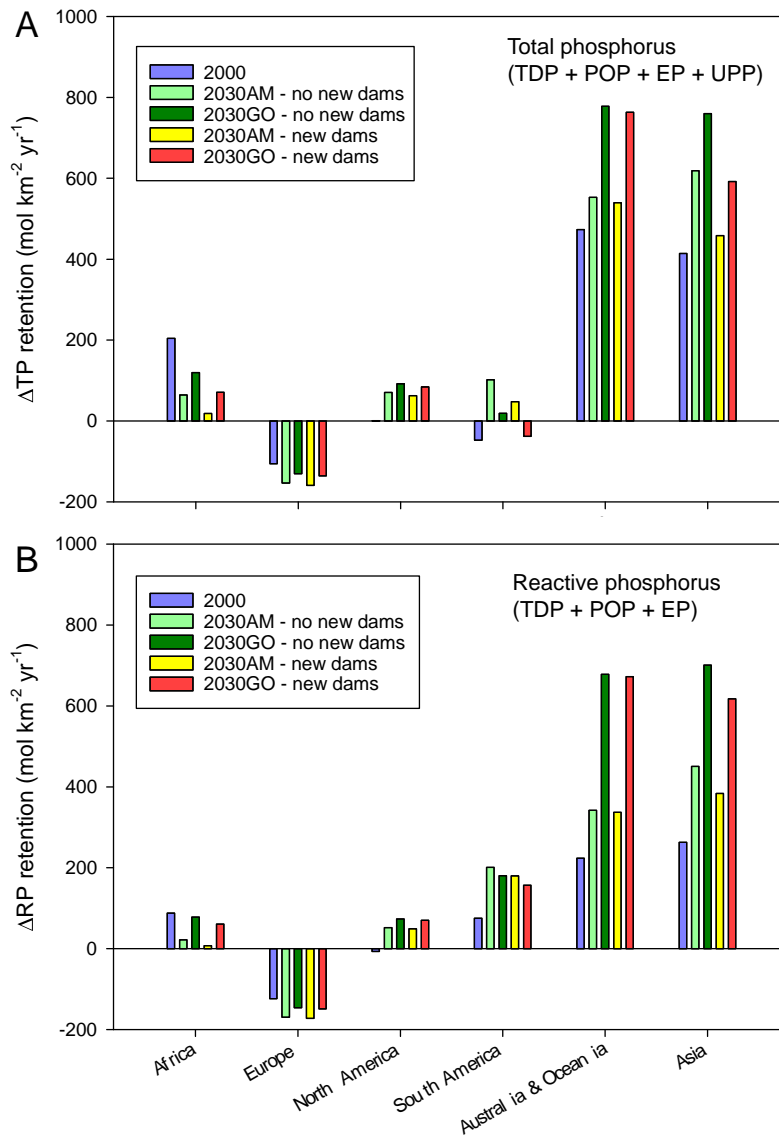 A
1000
800
600
400
200
0
-200
ΔTP retention (mol km⁻² yr⁻¹)
2000
2030AM - no new dams
2030GO - no new dams
2030AM - new dams
2030GO - new dams
Total phosphorus
(TDP + POP + EP + UPP)
B
1000
800
600
400
200
0
-200
ΔRP retention (mol km⁻² yr⁻¹)
2000
2030AM - no new dams
2030GO - no new dams
2030AM - new dams
2030GO - new dams
Reactive phosphorus
(TDP + POP + EP)
Africa
Europe
North America
South America
Australia & Oceania
Asia